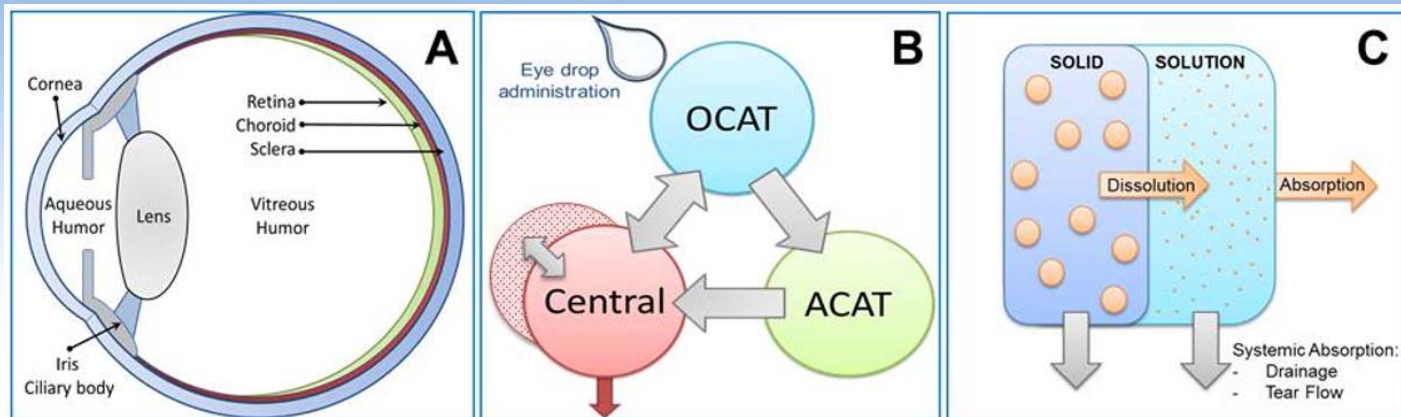 A
Cornea
Retina
Choroid
Sclera
Aqueous
Humor
Lens
Vitreous
Humor
Iris
Ciliary body
B
Eye drop
administration
OCAT
Central
ACAT
C
SOLID
SOLUTION
Dissolution
Absorption
Systemic Absorption:
- Drainage
- Tear Flow